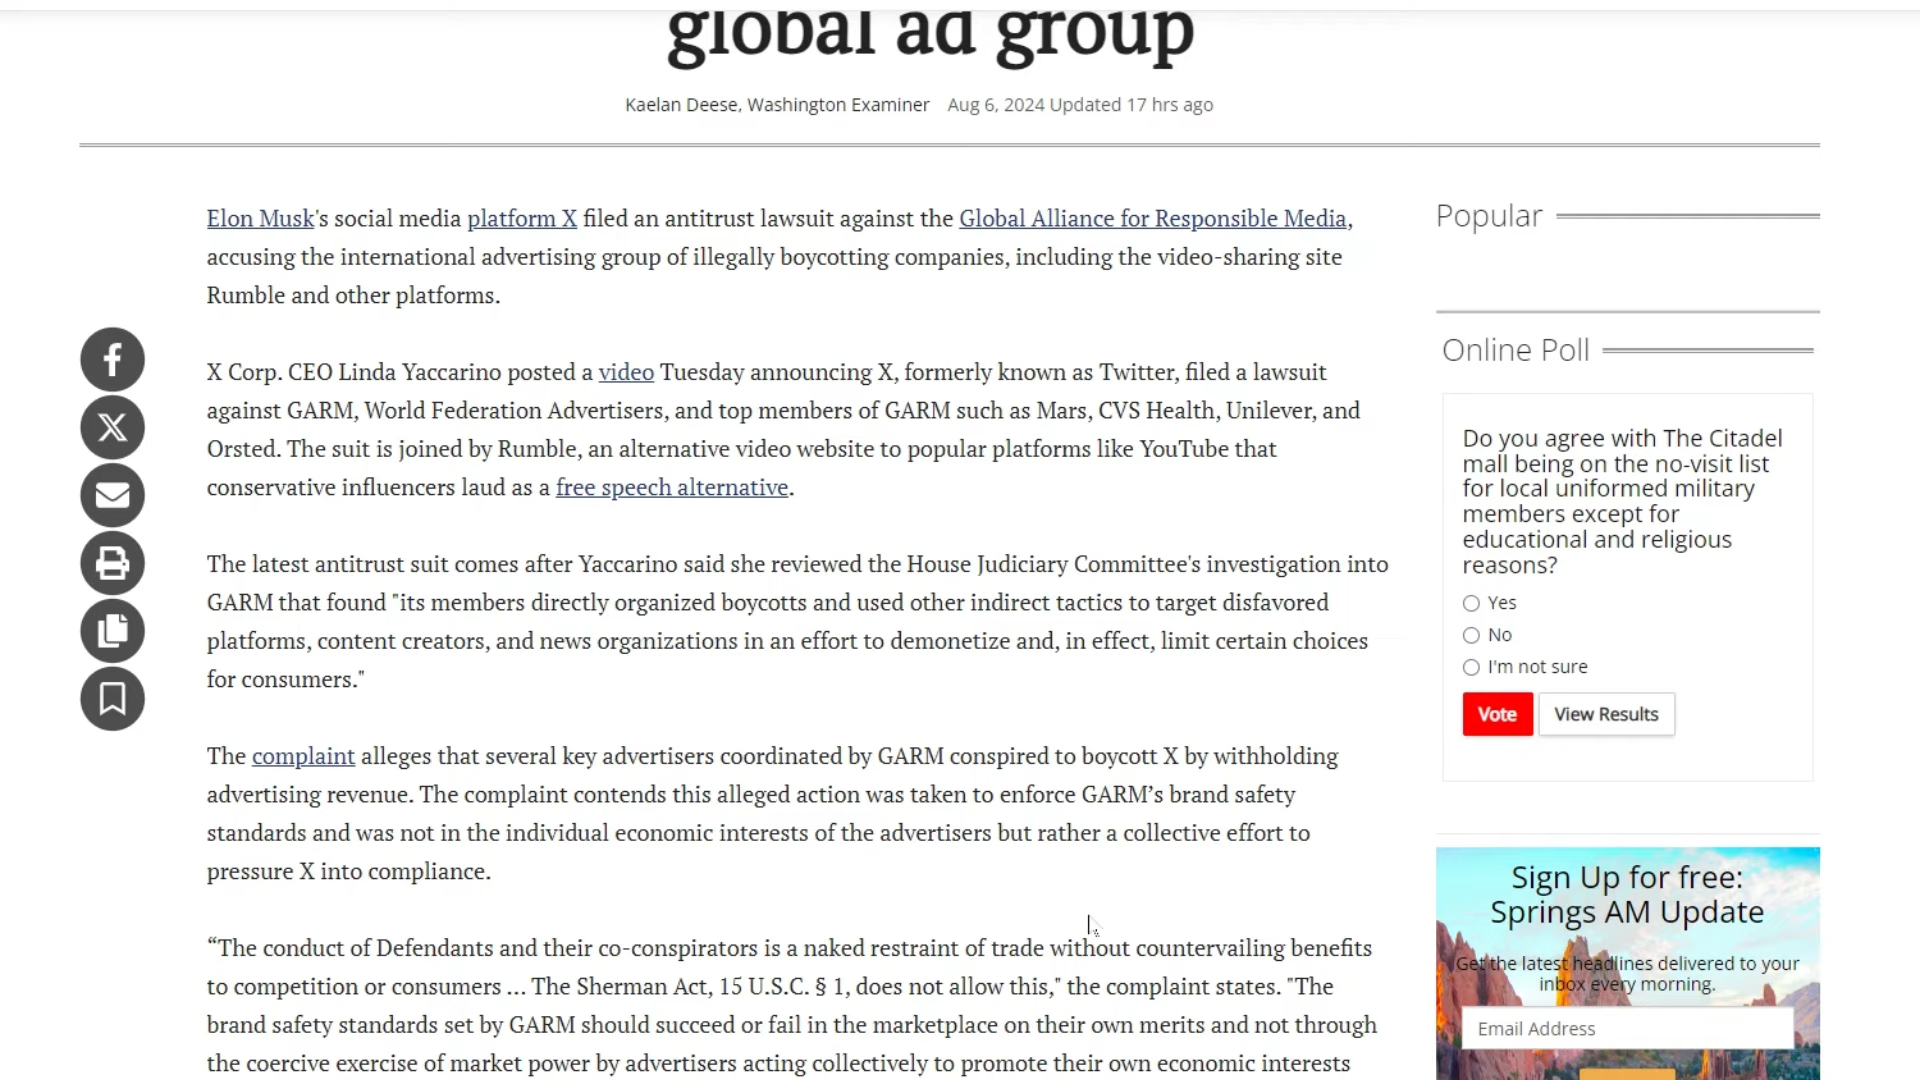 global ad group
Kaelan Deese, Washington Examiner Aug 6, 2024 Updated 17 hrs ago
Elon Musk's social media platform X filed an antitrust lawsuit against the Global Alliance for Responsible Media,
accusing the international advertising group of illegally boycotting companies, including the video-sharing site
Rumble and other platforms.
X Corp. CEO Linda Yaccarino posted a video Tuesday announcing X, formerly known as Twitter, filed a lawsuit
against GARM, World Federation Advertisers, and top members of GARM such as Mars, CVS Health, Unilever, and
Orsted. The suit is joined by Rumble, an alternative video website to popular platforms like YouTube that
conservative influencers laud as a free speech alternative.
The latest antitrust suit comes after Yaccarino said she reviewed the House Judiciary Committee's investigation into
GARM that found "its members directly organized boycotts and used other indirect tactics to target disfavored
platforms, content creators, and news organizations in an effort to demonetize and, in effect, limit certain choices
for consumers."
The complaint alleges that several key advertisers coordinated by GARM conspired to boycott X by withholding
advertising revenue. The complaint contends this alleged action was taken to enforce GARM’s brand safety
standards and was not in the individual economic interests of the advertisers but rather a collective effort to
pressure X into compliance.
“The conduct of Defendants and their co-conspirators is a naked restraint of trade without countervailing benefits
to competition or consumers ... The Sherman Act, 15 U.S.C. § 1, does not allow this," the complaint states. "The
brand safety standards set by GARM should succeed or fail in the marketplace on their own merits and not through
the coercive exercise of market power by advertisers acting collectively to promote their own economic interests
Popular
Online Poll
Do you agree with The Citadel
mall being on the no-visit list
for local uniformed military
members except for
educational and religious
reasons?
Yes
No
I'm not sure
Vote View Results
Sign Up for free:
Springs AM Update
Get the latest headlines delivered to your
inbox every morning.
Email Address